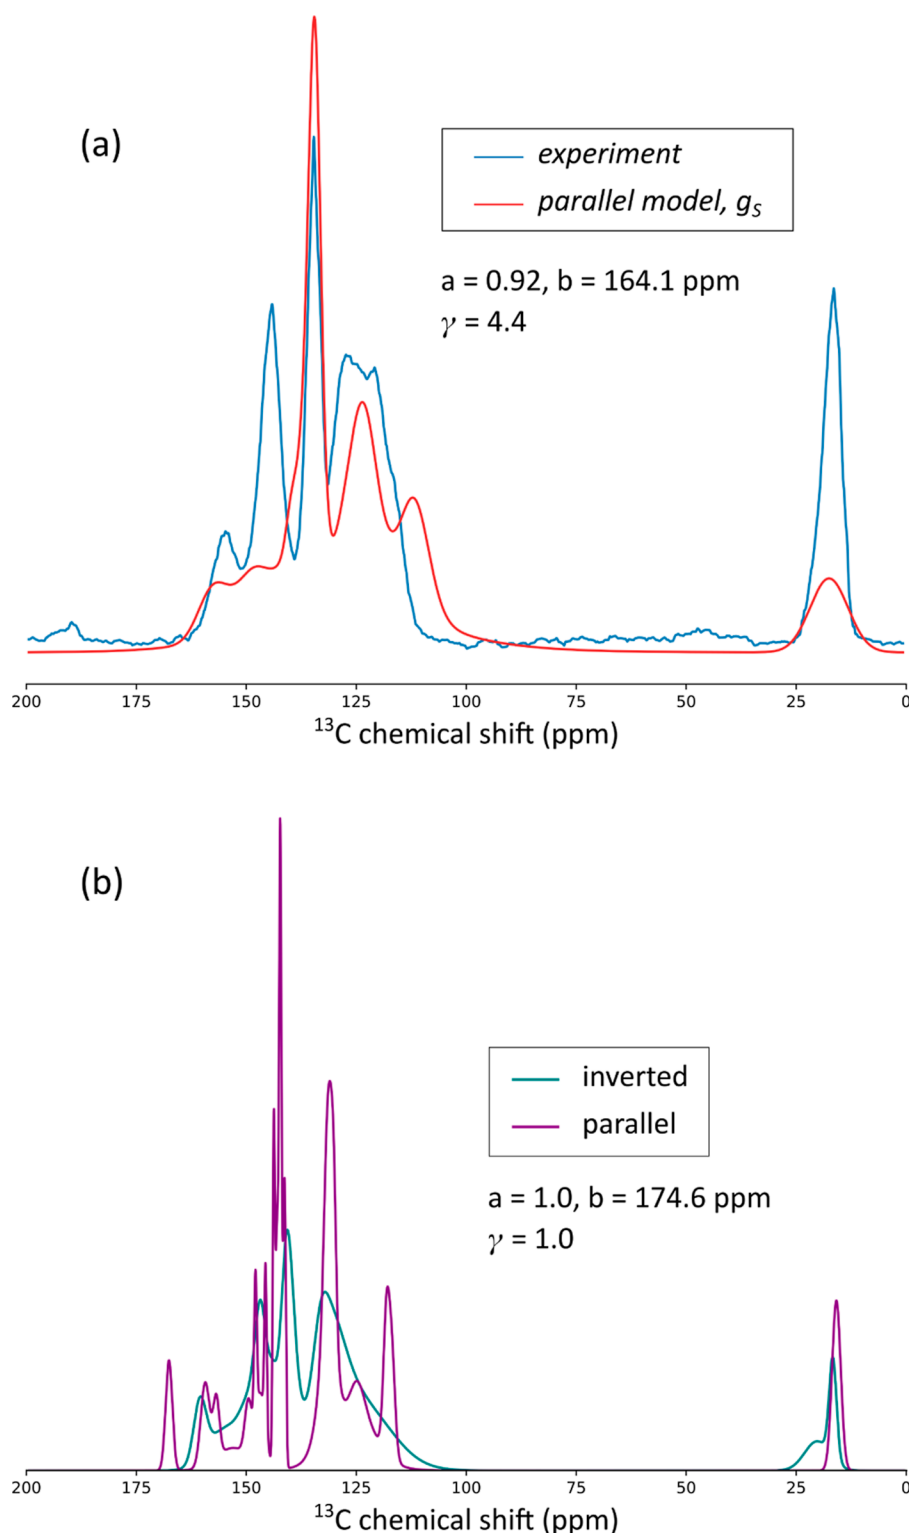 (a)
experiment
parallel model, gS
a = 0.92, b = 164.1 ppm
γ = 4.4
200 175 150 125 100 75 50 25 0
13C chemical shift (ppm)
(b)
inverted
parallel
a = 1.0, b = 174.6 ppm
γ = 1.0
200 175 150 125 100 75 50 25 0
13C chemical shift (ppm)